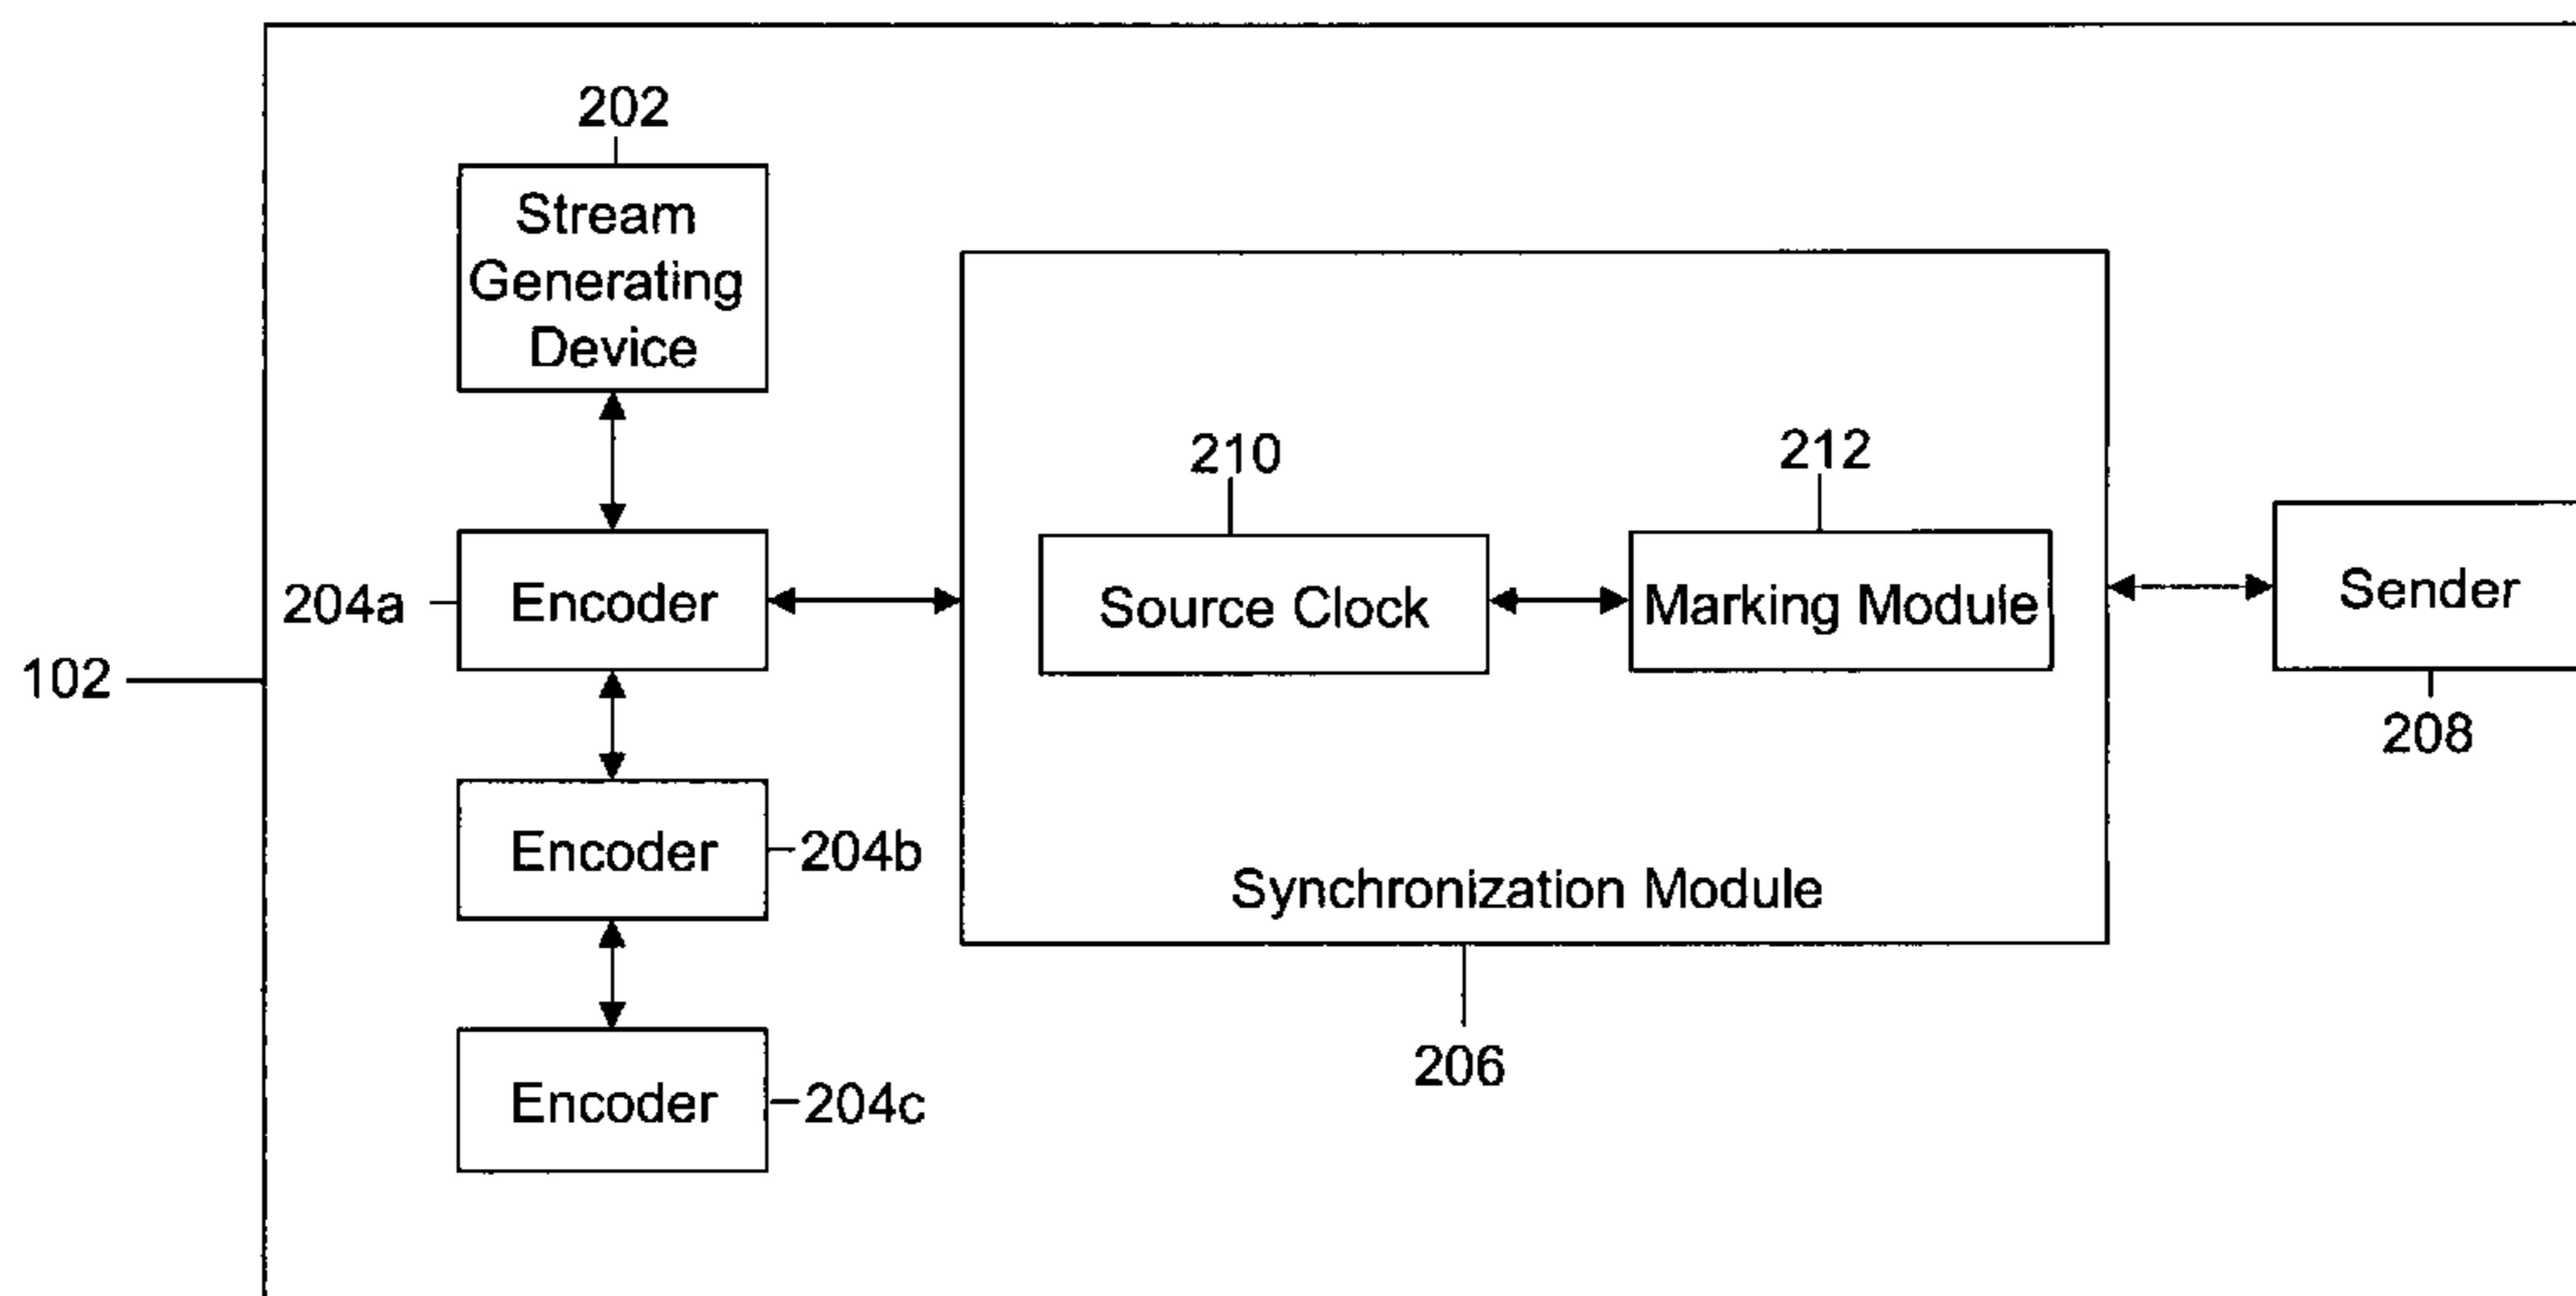 202
Stream
Generating
Device
210
212
204a
Encoder
Source Clock
Marking Module
Sender
102
208
Encoder
204b
Synchronization Module
206
Encoder
204c